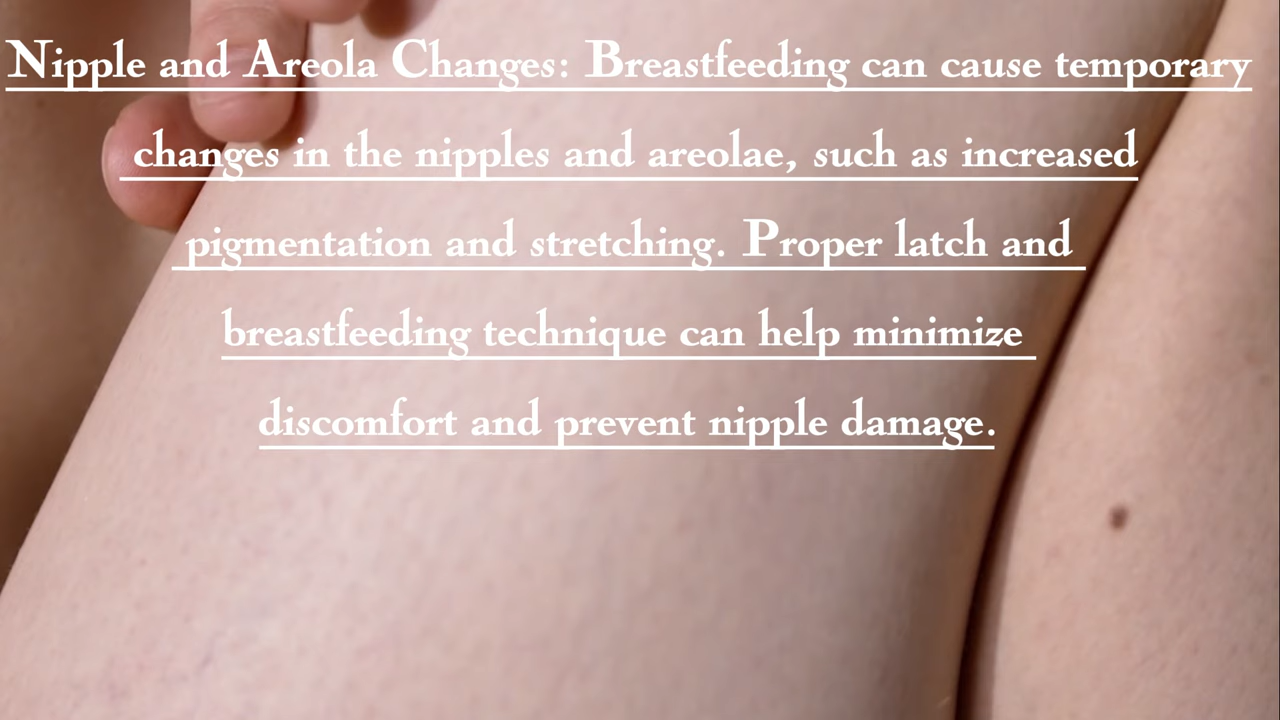 Nipple and Areola Changes: Breastfeeding can cause temporary
changes in the nipples and areolae, such as increased
pigmentation and stretching. Proper latch and
breastfeeding technique can help minimize
discomfort and prevent nipple damage.